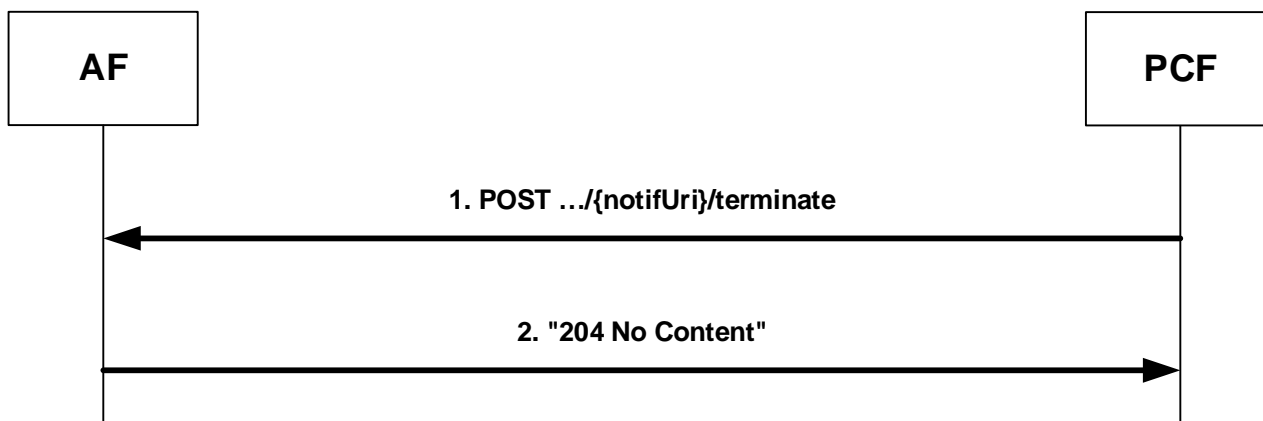 AF
PCF
1. POST …/{notifUri}/terminate
2. "204 No Content"